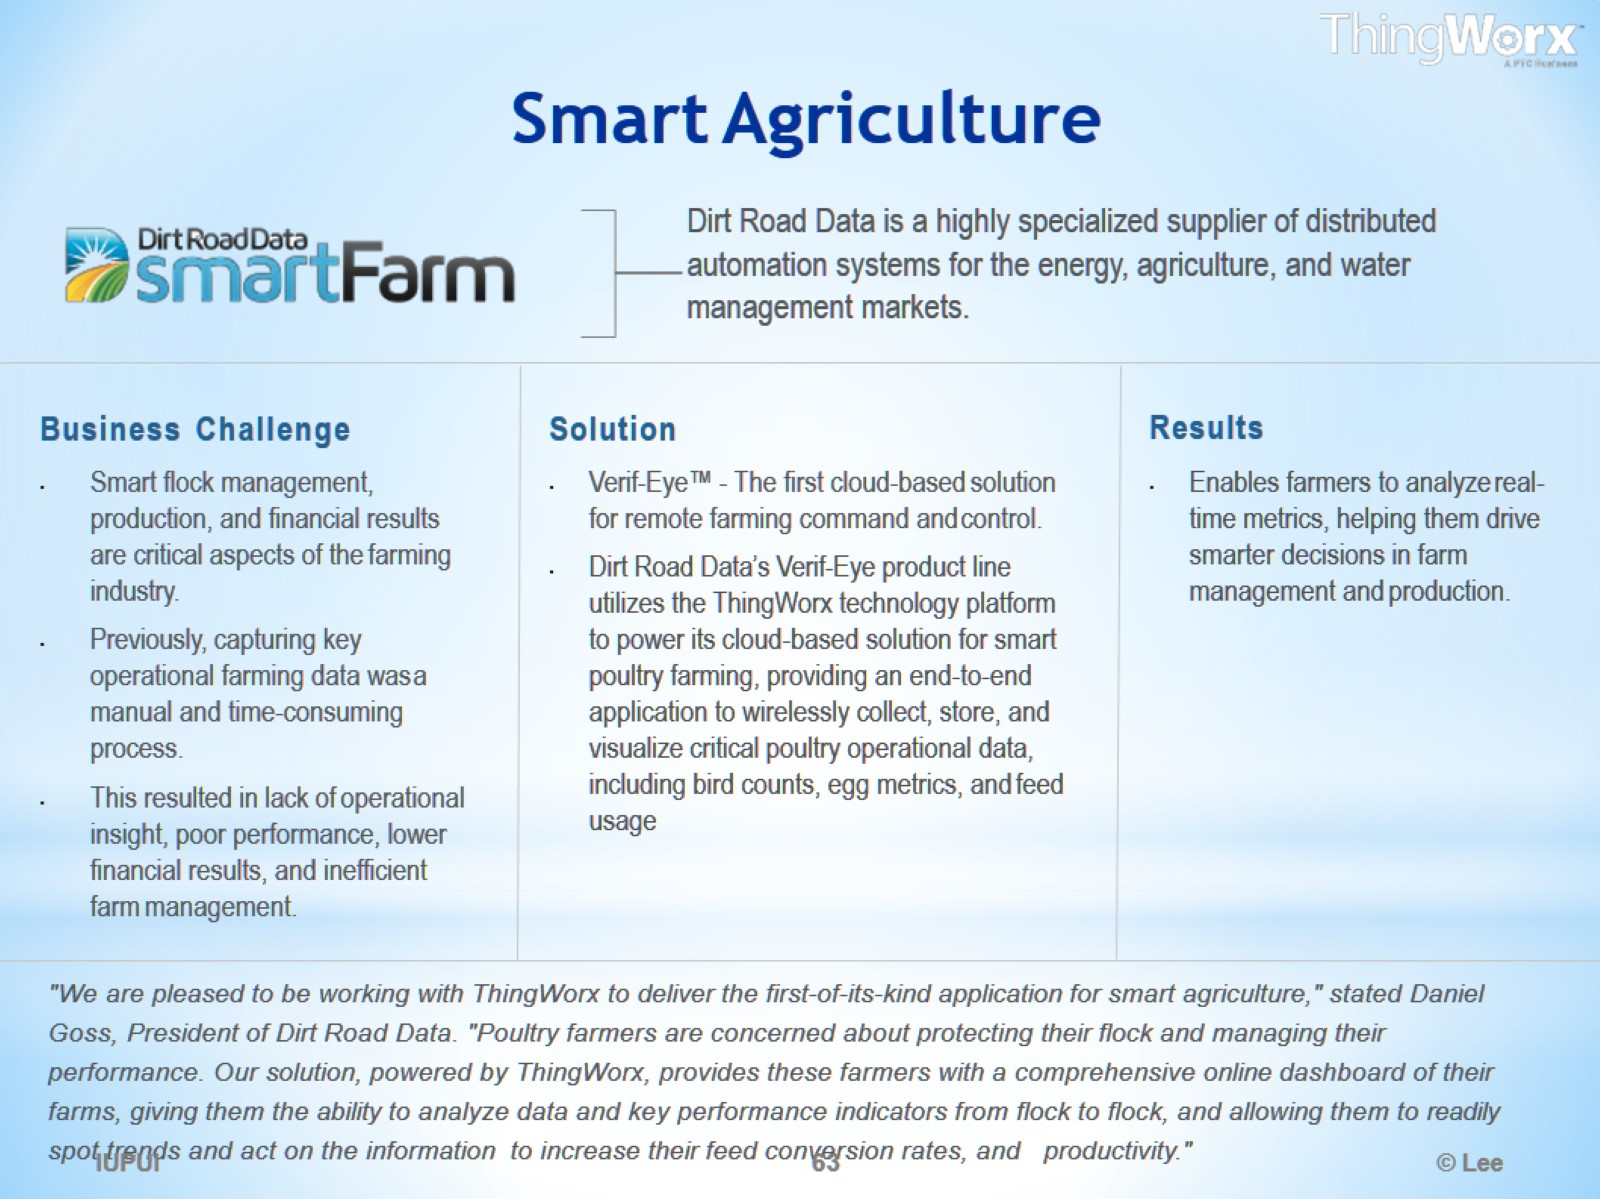 ThingWorx™
A PTC Business
Smart Agriculture
Dirt Road Data
smartFarm
Dirt Road Data is a highly specialized supplier of distributed
automation systems for the energy, agriculture, and water
management markets.
Business Challenge
. Smart flock management,
production, and financial results
are critical aspects of the farming
industry.
. Previously, capturing key
operational farming data was a
manual and time-consuming
process.
. This resulted in lack of operational
insight, poor performance, lower
financial results, and inefficient
farm management.
Solution
. Verif-Eye™ - The first cloud-based solution
for remote farming command and control.
. Dirt Road Data's Verif-Eye product line
utilizes the ThingWorx technology platform
to power its cloud-based solution for smart
poultry farming, providing an end-to-end
application to wirelessly collect, store, and
visualize critical poultry operational data,
including bird counts, egg metrics, and feed
usage
Results
. Enables farmers to analyze real-
time metrics, helping them drive
smarter decisions in farm
management and production.
"We are pleased to be working with ThingWorx to deliver the first-of-its-kind application for smart agriculture," stated Daniel
Goss, President of Dirt Road Data. "Poultry farmers are concerned about protecting their flock and managing their
performance. Our solution, powered by ThingWorx, provides these farmers with a comprehensive online dashboard of their
farms, giving them the ability to analyze data and key performance indicators from flock to flock, and allowing them to readily
spot trends and act on the information to increase their feed conversion rates, and productivity."
IUPUI
63
© Lee